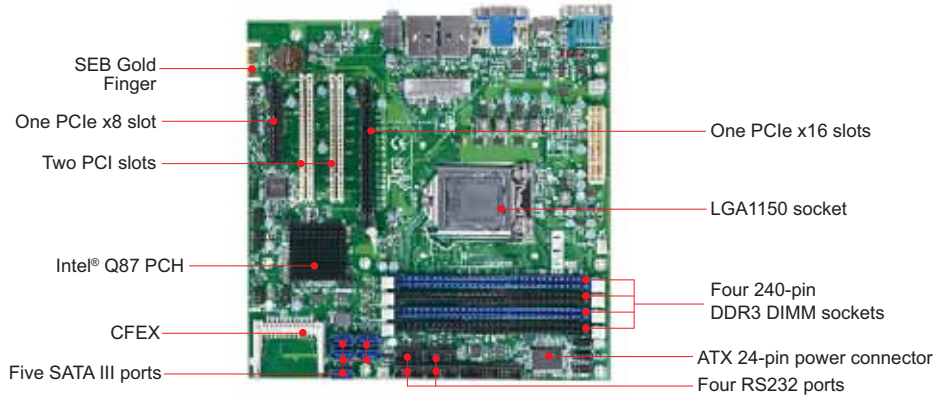 SEB Gold
Finger
One PCIe x8 slot
Two PCI slots
Intel® Q87 PCH
CFEX
Five SATA III ports
One PCIe x16 slots
LGA1150 socket
Four 240-pin
DDR3 DIMM sockets
ATX 24-pin power connector
Four RS232 ports